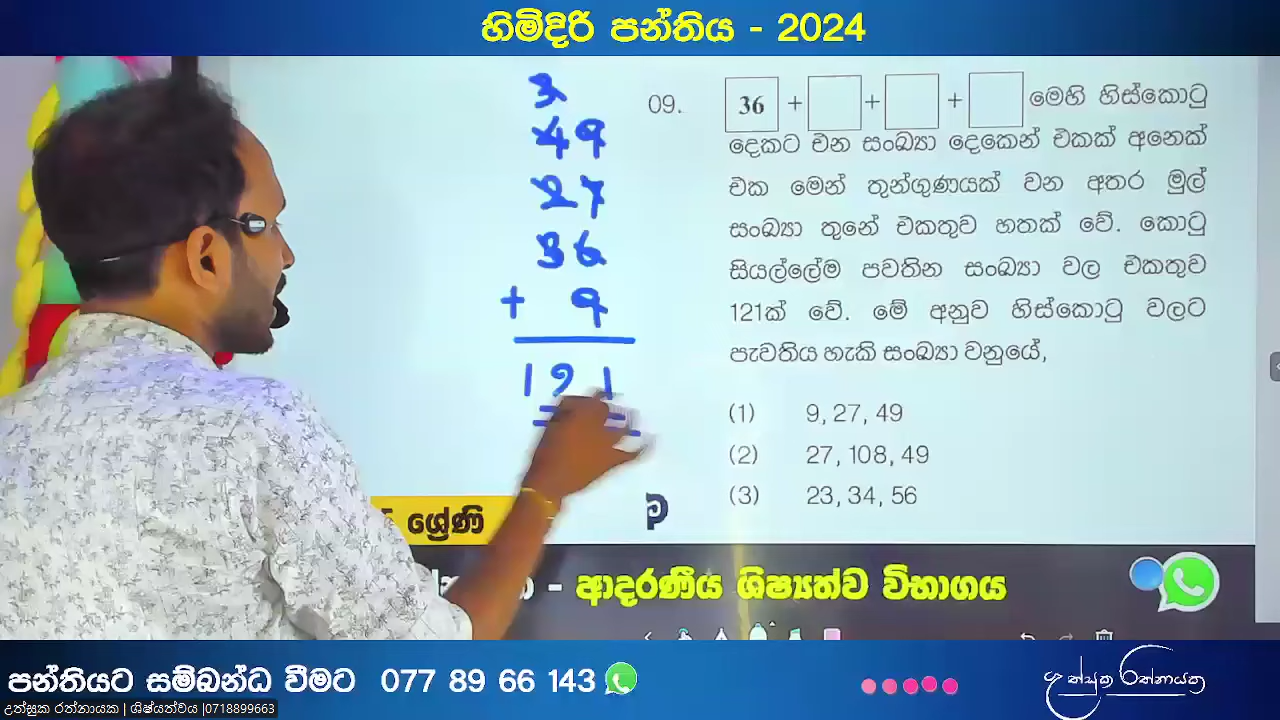 හිමිදිරි පන්තිය - 2024
3
49
27
36
+ 9
121
09. 36 + + + මෙහි හිස්කොටු
දෙකට එන සංඛ්‍යා දෙකෙන් එකක් අනෙක්
එක මෙන් තුන්ගුණයක් වන අතර මුල්
සංඛ්‍යා තුනේ එකතුව හතක් වේ. කොටු
සියල්ලේම පවතින සංඛ්‍යා වල එකතුව
121ක් වේ. මේ අනුව හිස්කොටු වලට
පැවතිය හැකි සංඛ්‍යා වනුයේ,
(1) 9, 27, 49
(2) 27, 108, 49
(3) 23, 34, 56
ශ්‍රේණි
- ආදරණීය ශිෂ්‍යත්ව විභාගය
පන්තියට සම්බන්ධ වීමට 077 89 66 143
උත්සුක රත්නායක
උත්සුක රත්නායක | ශිෂ්යත්වය |0718899663